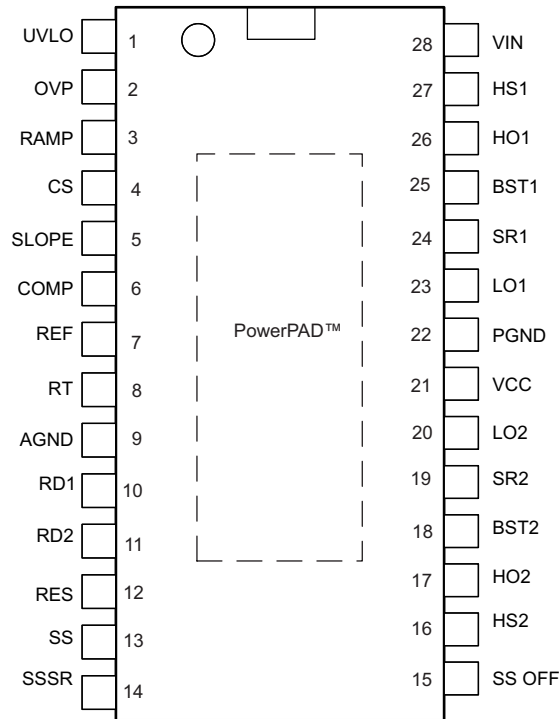 UVLO 1 28 VIN
OVP 2 27 HS1
RAMP 3 26 HO1
CS 4 25 BST1
SLOPE 5 24 SR1
COMP 6 23 LO1
REF 7 PowerPAD™ 22 PGND
RT 8 21 VCC
AGND 9 20 LO2
RD1 10 19 SR2
RD2 11 18 BST2
RES 12 17 HO2
SS 13 16 HS2
SSSR 14 15 SS OFF